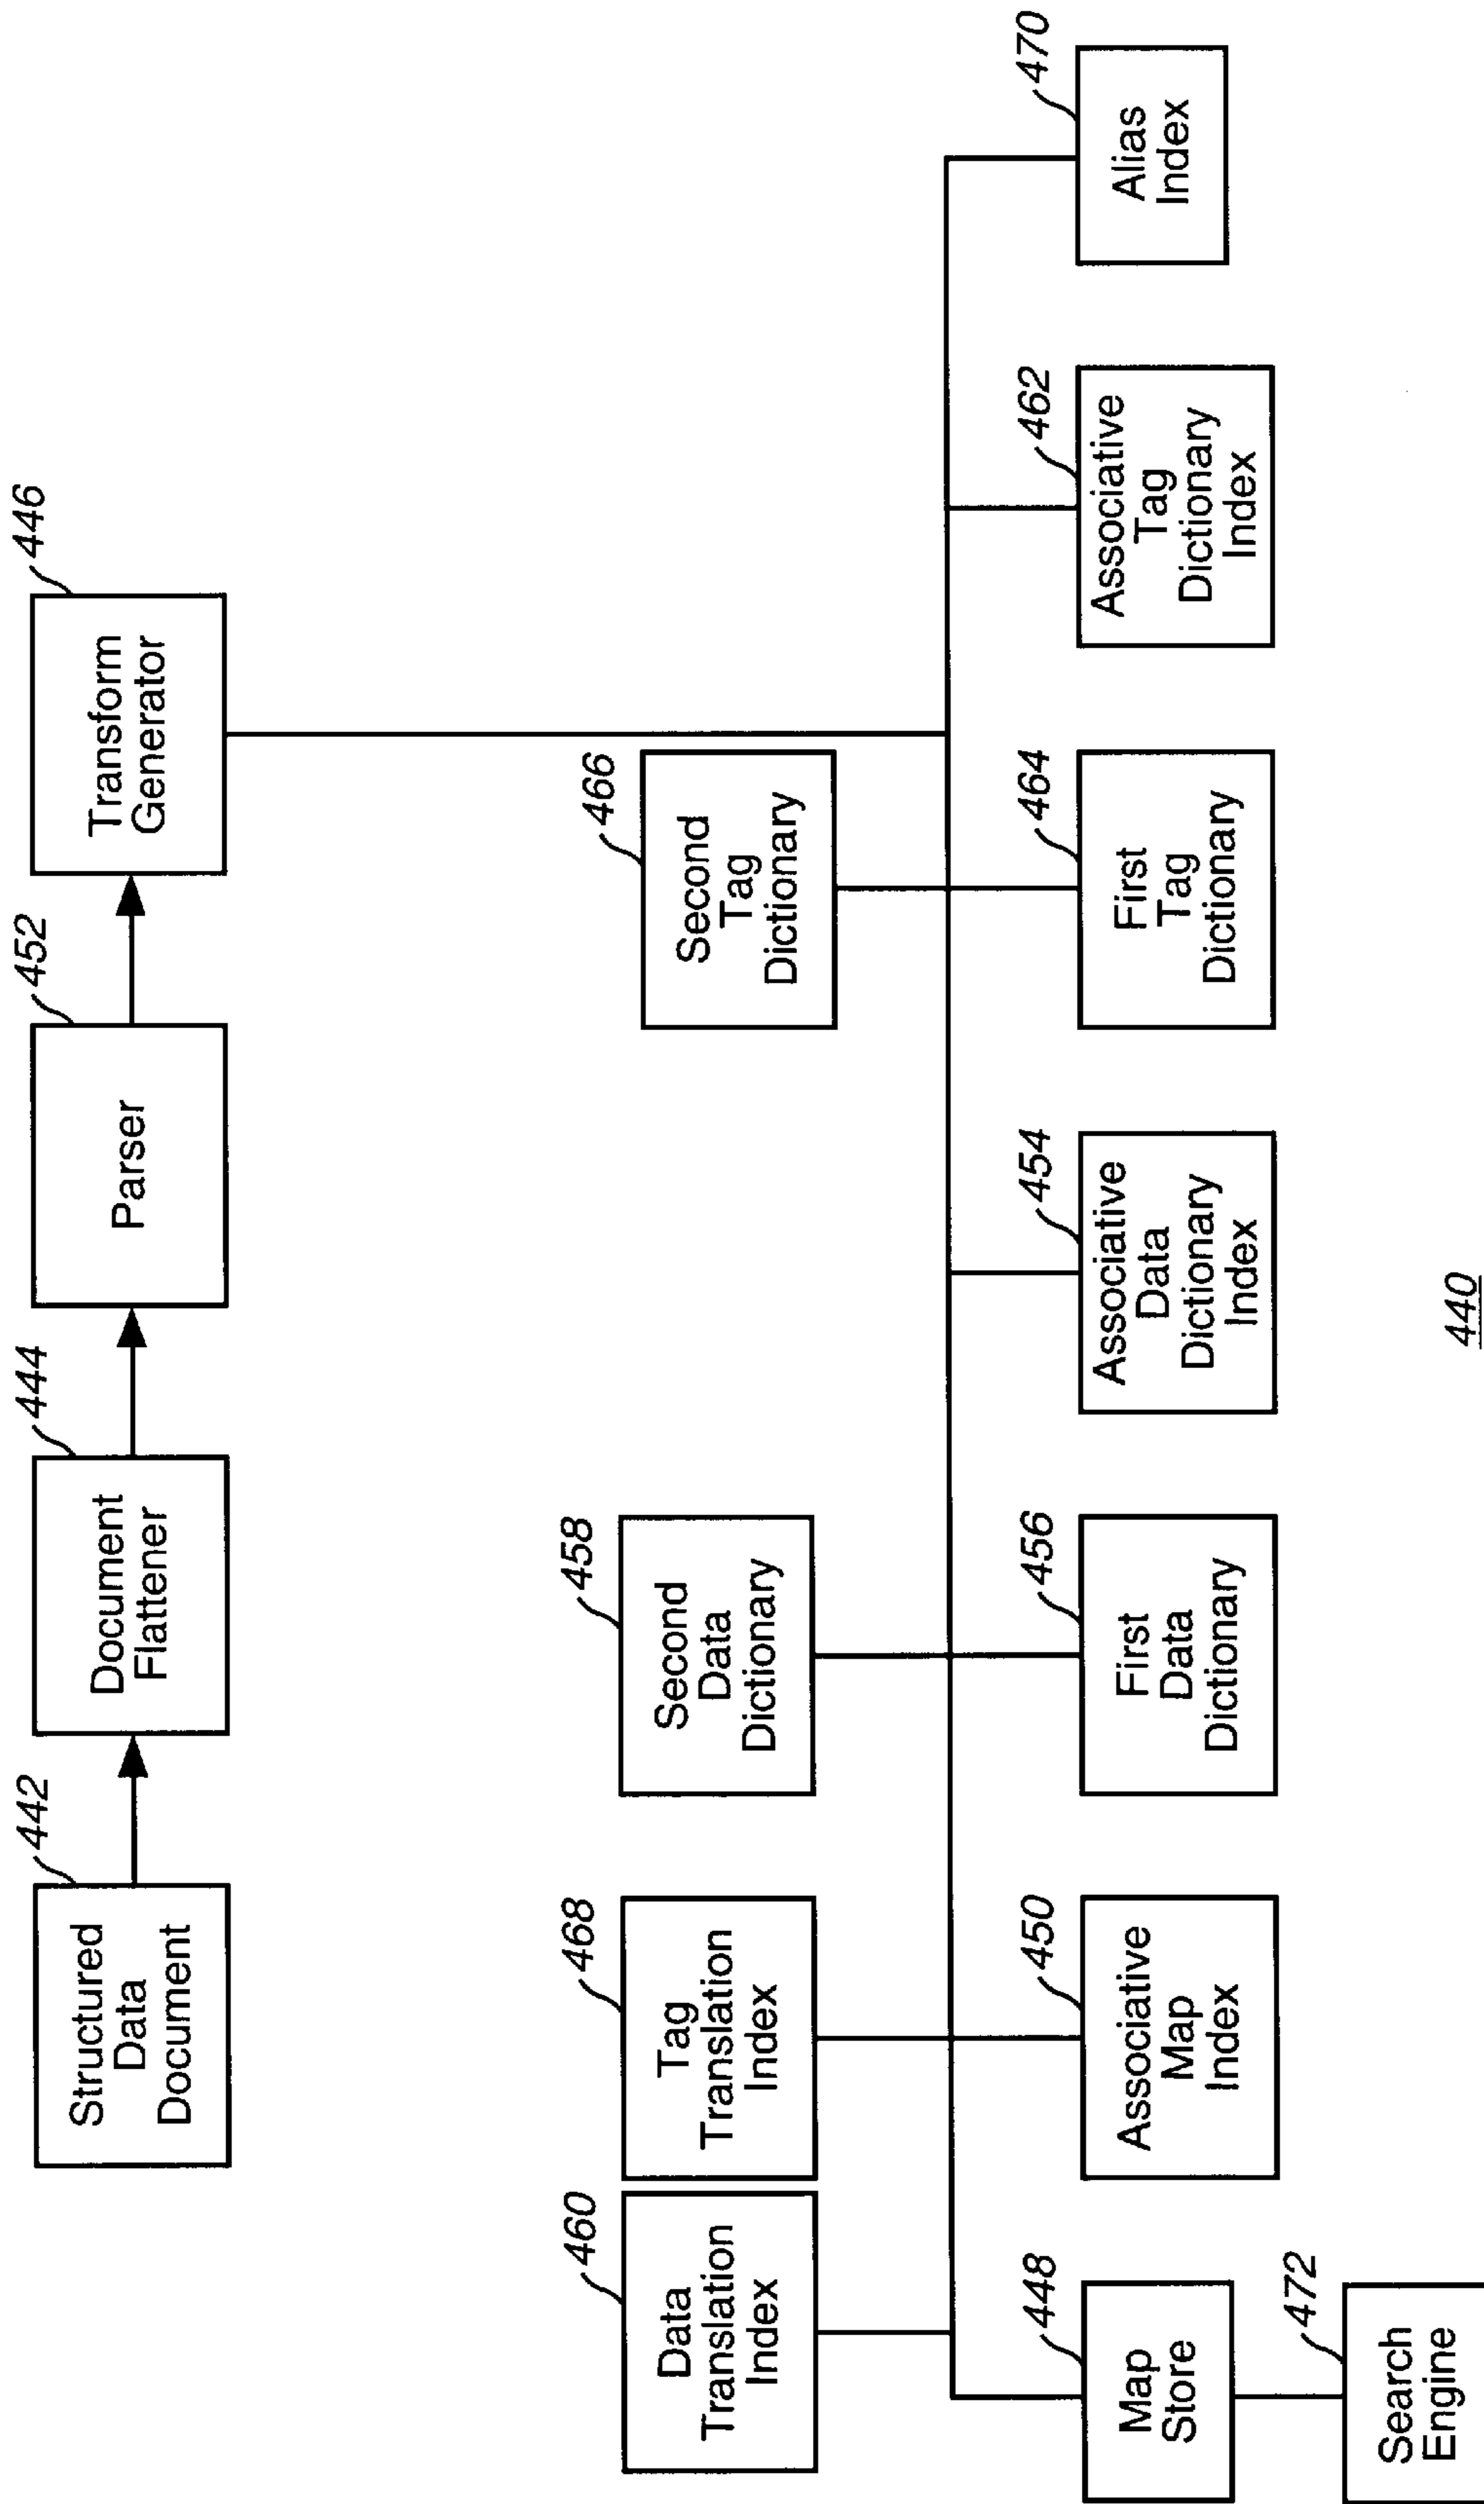 442
Structured
Data
Document
444
Document
Flattener
452
Parser
446
Transform
Generator
460
Data
Translation
Index
468
Tag
Translation
Index
458
Second
Data
Dictionary
466
Second
Tag
Dictionary
448
Map
Store
450
Associative
Map
Index
456
First
Data
Dictionary
454
Associative
Data
Dictionary
Index
464
First
Tag
Dictionary
462
Associative
Tag
Dictionary
Index
470
Alias
Index
472
Search
Engine
440